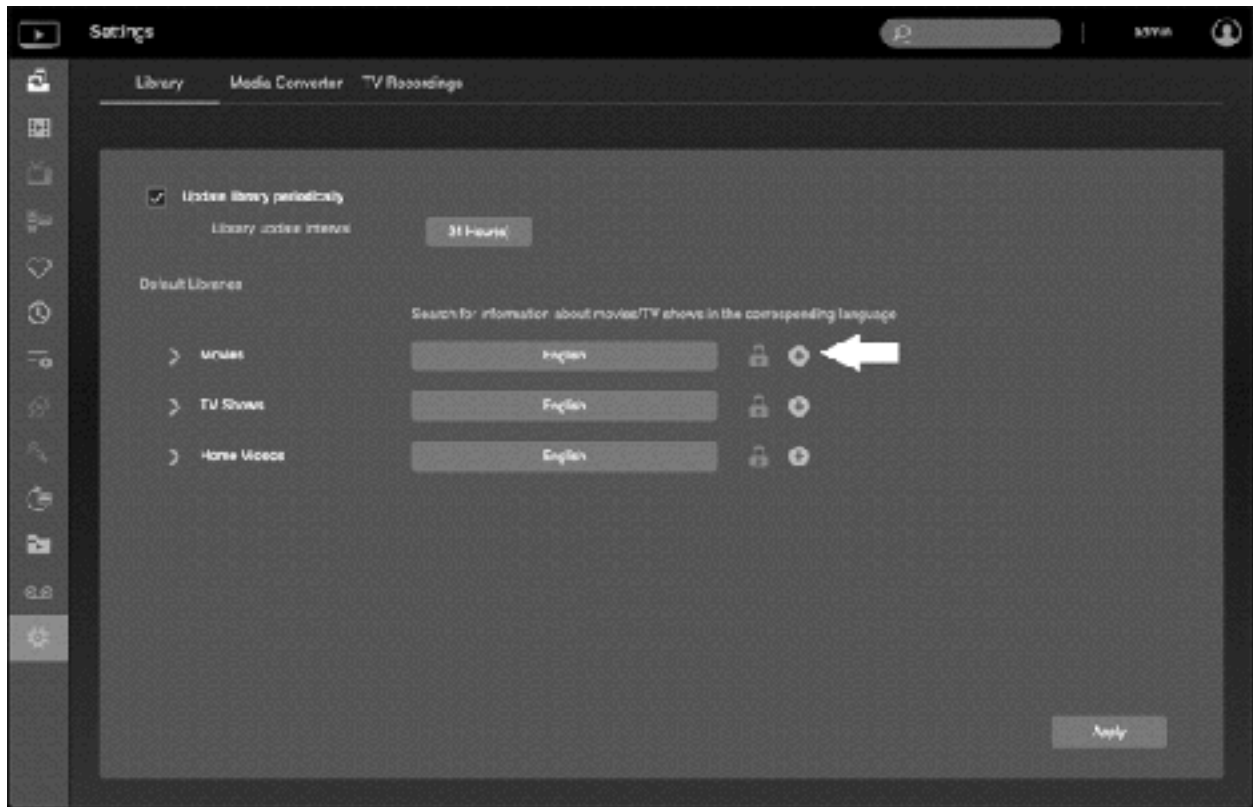 Settings
admin
Library Media Converter TV Recordings
Update library periodically
Library update interval
Hour(s)
Default Libraries
Search for information about movies/TV shows in the corresponding language
Movies English
TV Shows English
Home Videos English
Apply